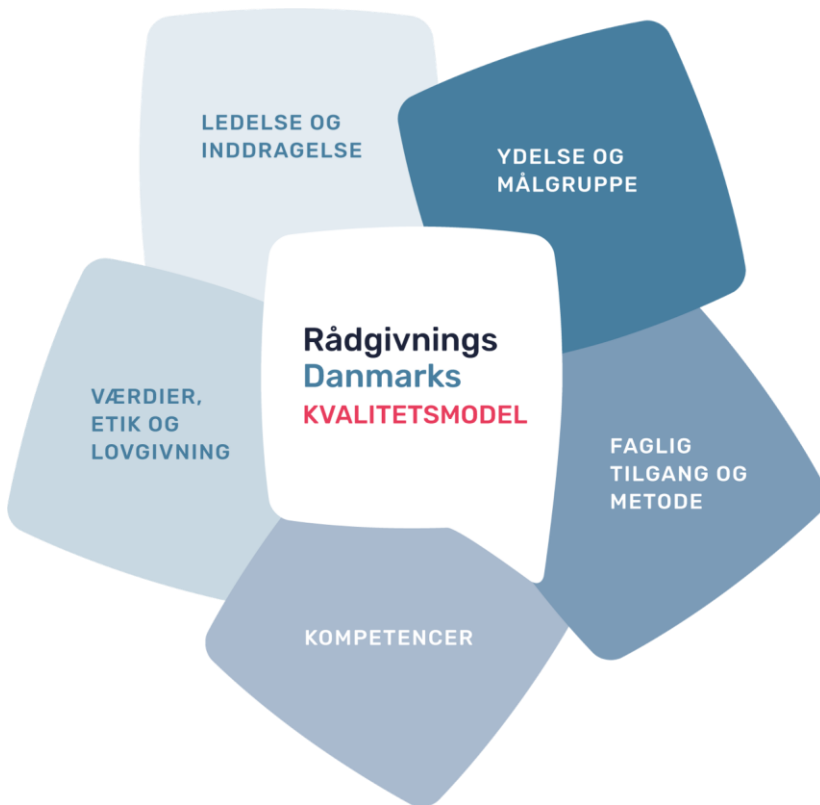 LEDELSE OG
INDDRAGELSE
YDELSE OG
MÅLGRUPPE
Rådgivnings
Danmarks
KVALITETSMODEL
VÆRDIER,
ETIK OG
LOVGIVNING
FAGLIG
TILGANG OG
METODE
KOMPETENCER